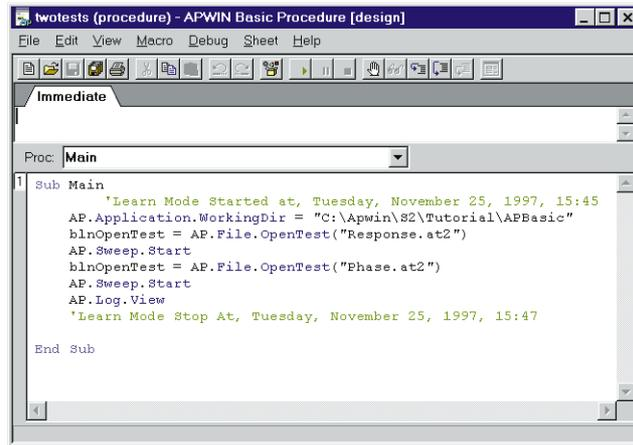 twotests (procedure) - APWIN Basic Procedure [design]
File Edit View Macro Debug Sheet Help
Immediate
Proc: Main
1
Sub Main
'Learn Mode Started at, Tuesday, November 25, 1997, 15:45
AP.Application.WorkingDir = "C:\Apwin\S2\Tutorial\APBasic"
blnOpenTest = AP.File.OpenTest("Response.at2")
AP.Sweep.Start
blnOpenTest = AP.File.OpenTest("Phase.at2")
AP.Sweep.Start
AP.Log.View
'Learn Mode Stop At, Tuesday, November 25, 1997, 15:47
End Sub